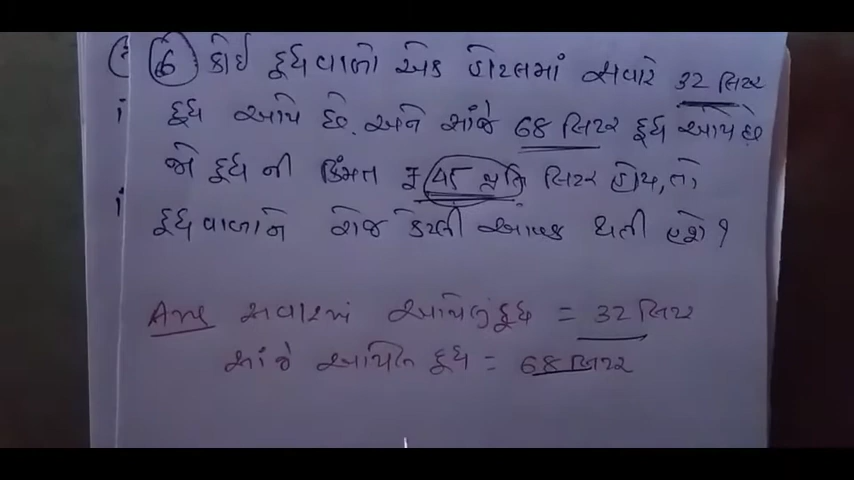 (6) કોઈ દૂધવાળો એક હોટલમાં સવારે 32 લિટર
દૂધ આપે છે. અને સાંજે 68 લિટર દૂધ આપે છે
જો દૂધ ની કિંમત ₹ 45 પ્રતિ લિટર હોય, તો
દૂધવાળાને રોજ કેટલી આવક થતી હશે ?
Ans સવારમાં આપેલું દૂધ = 32 લિટર
સાંજે આપેલ દૂધ = 68 લિટર